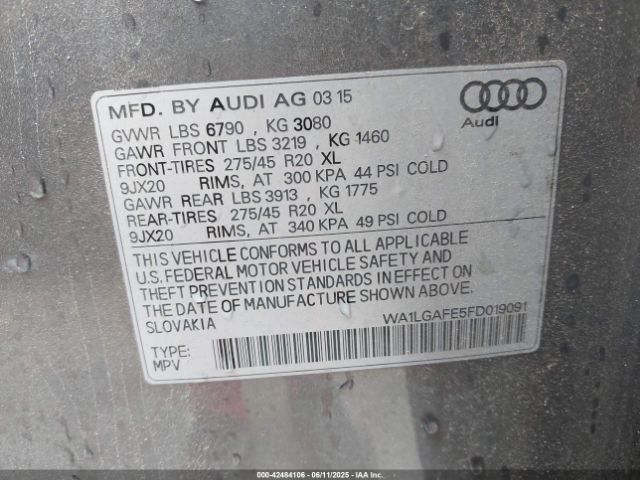 MFD. BY AUDI AG 03 15
GVWR LBS 6790 , KG 3080
GAWR FRONT LBS 3219 , KG 1460
FRONT-TIRES 275/45 R20 XL
9JX20 RIMS, AT 300 KPA 44 PSI COLD
GAWR REAR LBS 3913 , KG 1775
REAR-TIRES 275/45 R20 XL
9JX20 RIMS, AT 340 KPA 49 PSI COLD
Audi
THIS VEHICLE CONFORMS TO ALL APPLICABLE
U.S. FEDERAL MOTOR VEHICLE SAFETY AND
THEFT PREVENTION STANDARDS IN EFFECT ON
THE DATE OF MANUFACTURE SHOWN ABOVE.
SLOVAKIA
WA1LGAFE5FD019091
TYPE:
MPV
000-42484106 - 06/11/2025 - IAAI.COM